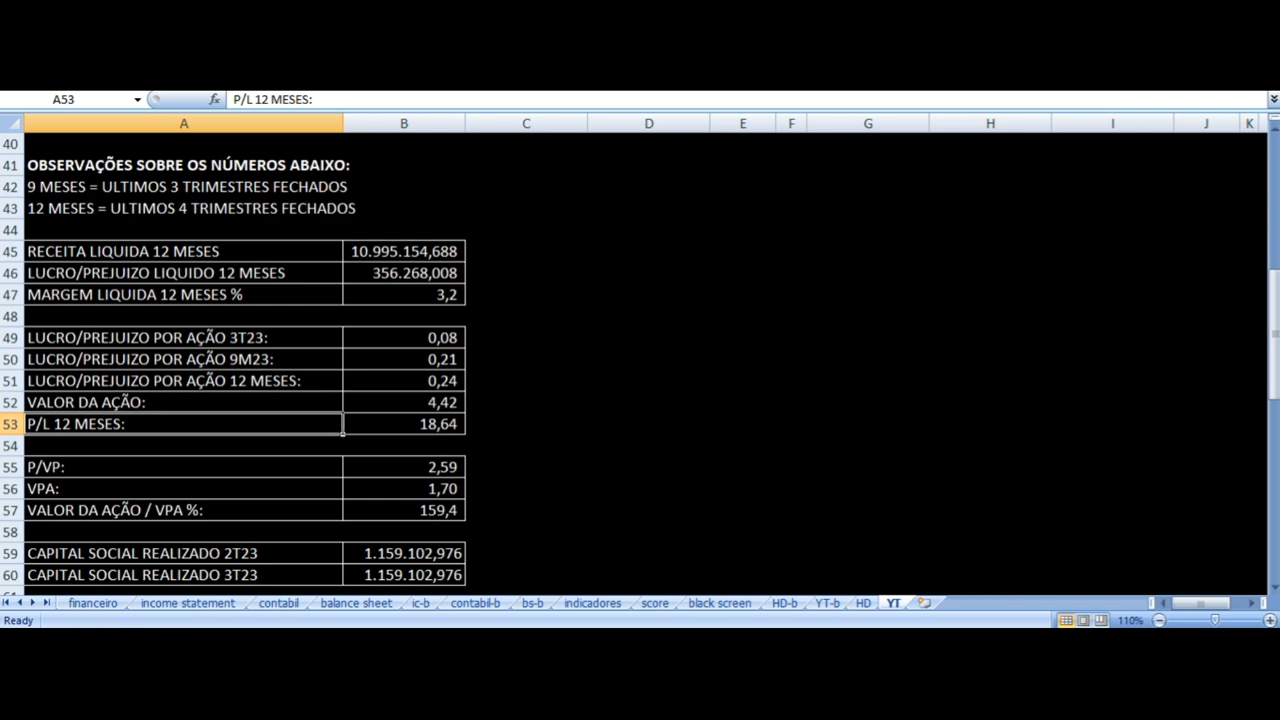 A53 fx P/L 12 MESES:
A B C D E F G H I J K
40
41 OBSERVAÇÕES SOBRE OS NÚMEROS ABAIXO:
42 9 MESES = ULTIMOS 3 TRIMESTRES FECHADOS
43 12 MESES = ULTIMOS 4 TRIMESTRES FECHADOS
44
45 RECEITA LIQUIDA 12 MESES 10.995.154,688
46 LUCRO/PREJUIZO LIQUIDO 12 MESES 356.268,008
47 MARGEM LIQUIDA 12 MESES % 3,2
48
49 LUCRO/PREJUIZO POR AÇÃO 3T23: 0,08
50 LUCRO/PREJUIZO POR AÇÃO 9M23: 0,21
51 LUCRO/PREJUIZO POR AÇÃO 12 MESES: 0,24
52 VALOR DA AÇÃO: 4,42
53 P/L 12 MESES: 18,64
54
55 P/VP: 2,59
56 VPA: 1,70
57 VALOR DA AÇÃO / VPA %: 159,4
58
59 CAPITAL SOCIAL REALIZADO 2T23 1.159.102,976
60 CAPITAL SOCIAL REALIZADO 3T23 1.159.102,976
financeiro income statement contabil balance sheet ic-b contabil-b bs-b indicadores score black screen HD-b YT-b HD YT
Ready 110%